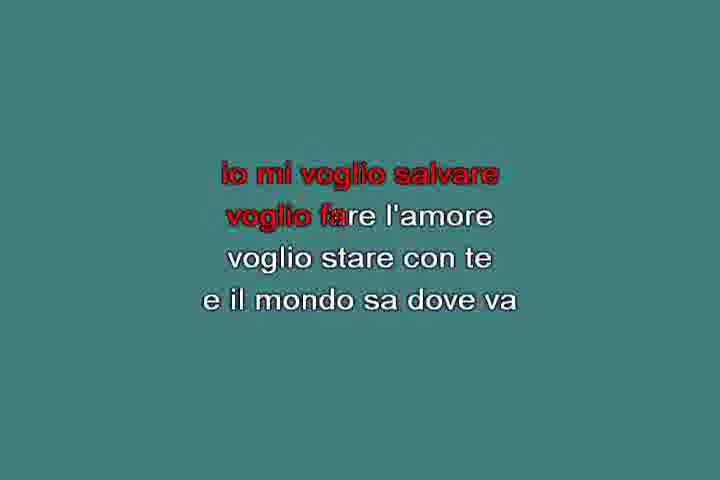 io mi voglio salvare
voglio fare l'amore
voglio stare con te
e il mondo sa dove va